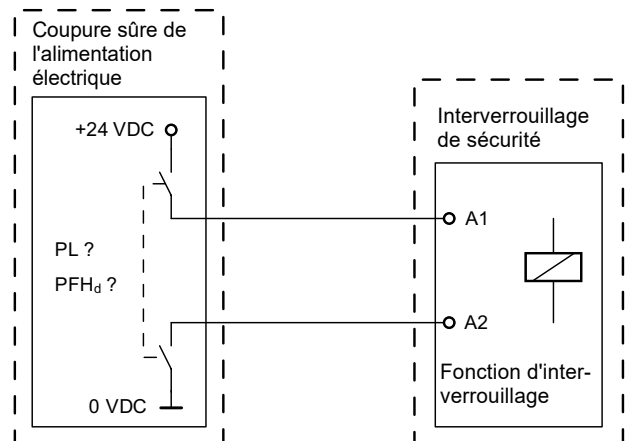 Coupure sûre de
l'alimentation
électrique
+24 VDC
PL ?
PFHd ?
0 VDC
Interverrouillage
de sécurité
A1
A2
Fonction d'inter-
verrouillage